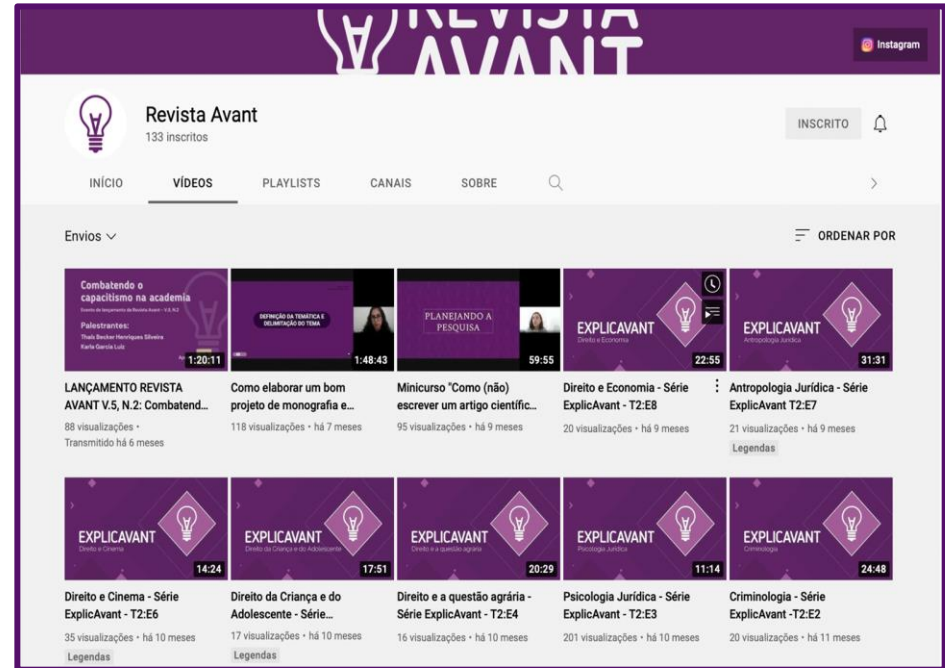 REVISTA
AVANT
Instagram
Revista Avant
133 inscritos
INSCRITO
INÍCIO
VÍDEOS
PLAYLISTS
CANAIS
SOBRE
Envios
ORDENAR POR
Combatendo o
capacitismo na academia
Evento de lançamento da Revista Avant - V.5, N.2
Palestrantes:
Thaís Becker Henriques Silveira
Karla Garcia Luiz
1:20:11
LANÇAMENTO REVISTA
AVANT V.5, N.2: Combatend...
88 visualizações •
Transmitido há 6 meses
DEFINIÇÃO DA TEMÁTICA E
DELIMITAÇÃO DO TEMA
1:48:43
Como elaborar um bom
projeto de monografia e...
118 visualizações • há 7 meses
PLANEJANDO A
PESQUISA
59:55
Minicurso "Como (não)
escrever um artigo científic...
95 visualizações • há 9 meses
EXPLICAVANT
Direito e Economia
22:55
Direito e Economia - Série
ExplicAvant - T2:E8
20 visualizações • há 9 meses
EXPLICAVANT
Antropologia Jurídica
31:31
Antropologia Jurídica - Série
ExplicAvant T2:E7
21 visualizações • há 9 meses
Legendas
EXPLICAVANT
Direito e Cinema
14:24
Direito e Cinema - Série
ExplicAvant - T2:E6
35 visualizações • há 10 meses
Legendas
EXPLICAVANT
Direito da Criança e do Adolescente
17:51
Direito da Criança e do
Adolescente - Série...
17 visualizações • há 10 meses
Legendas
EXPLICAVANT
Direito e a questão agrária
20:29
Direito e a questão agrária -
Série ExplicAvant - T2:E4
16 visualizações • há 10 meses
EXPLICAVANT
Psicologia Jurídica
11:14
Psicologia Jurídica - Série
ExplicAvant - T2:E3
201 visualizações • há 10 meses
EXPLICAVANT
Criminologia
24:48
Criminologia - Série
ExplicAvant -T2:E2
20 visualizações • há 11 meses